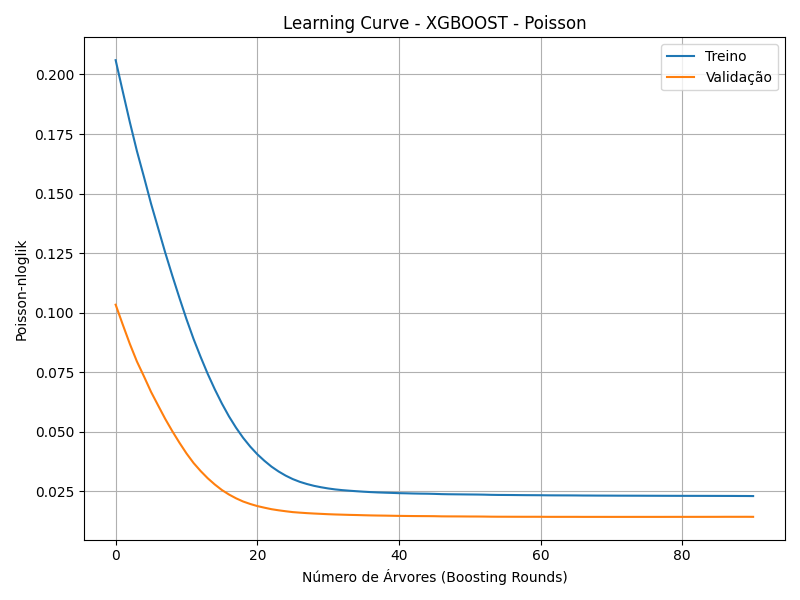 Learning Curve - XGBOOST - Poisson
Treino
Validação
Poisson-nloglik
0.200
0.175
0.150
0.125
0.100
0.075
0.050
0.025
0 20 40 60 80
Número de Árvores (Boosting Rounds)